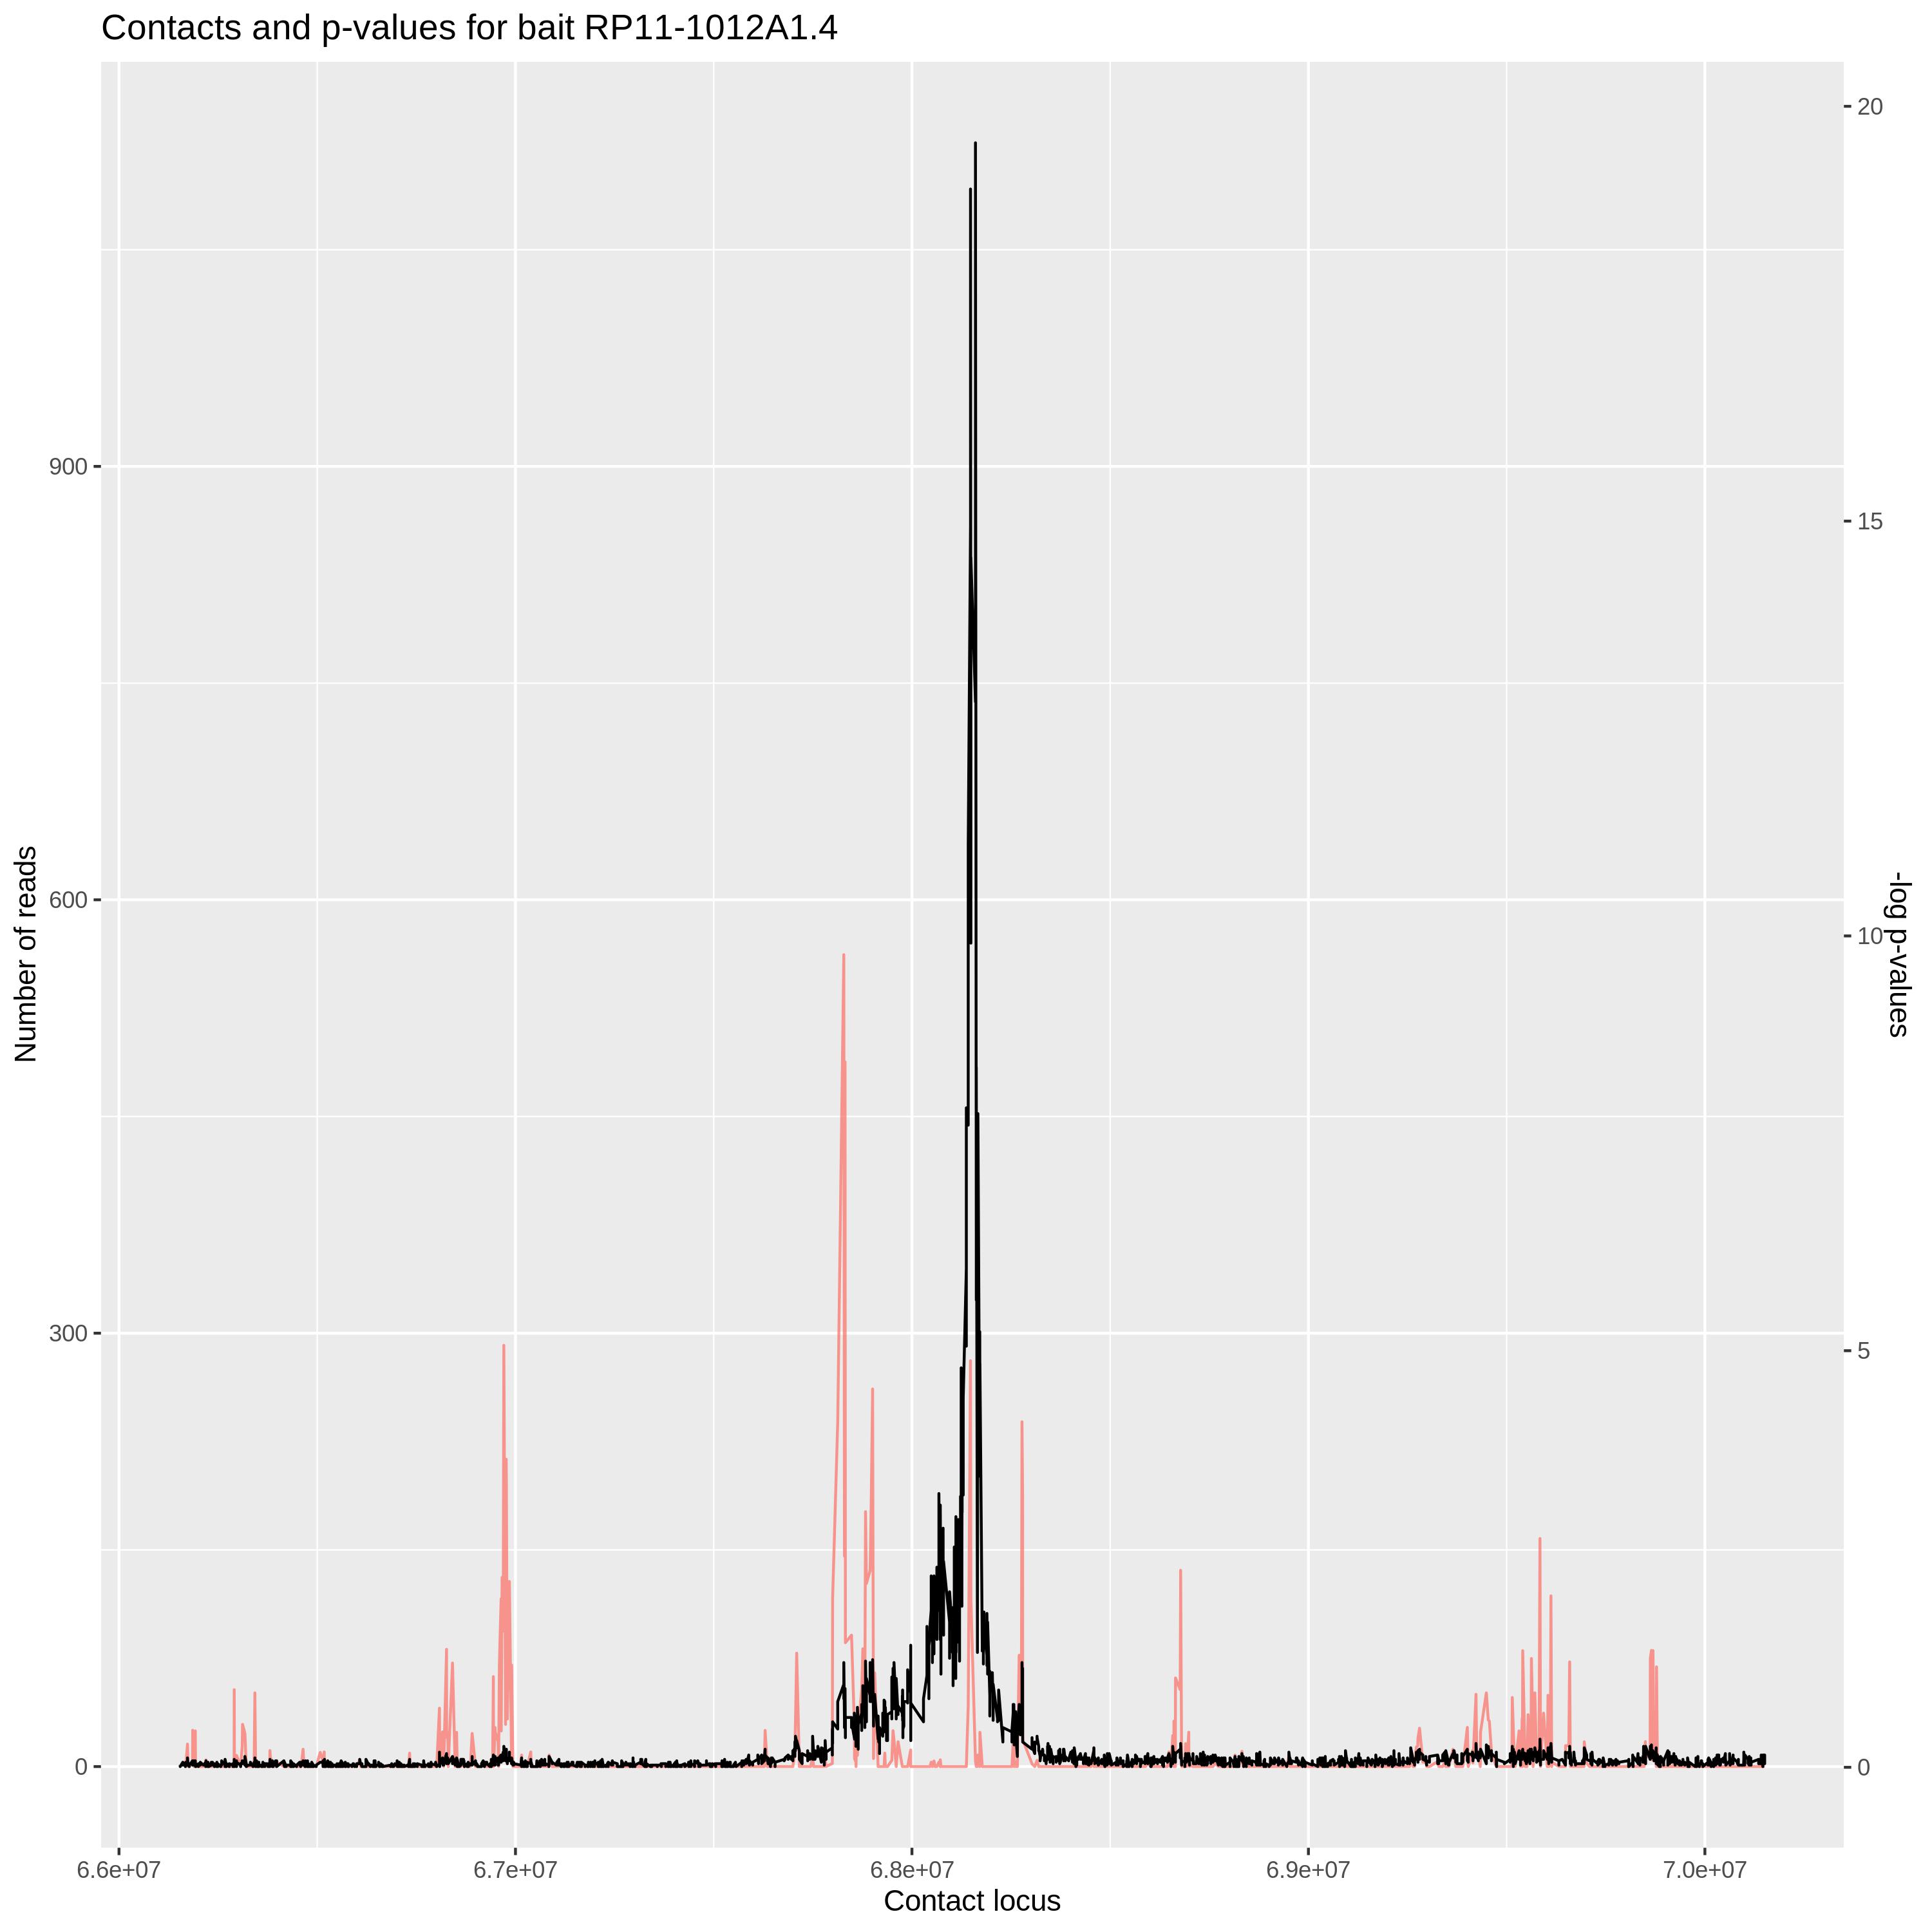 Contacts and p-values for bait RP11-1012A1.4
20
900
15
600
10
Number of reads
-log p-values
300
5
0
0
6.6e+07
6.7e+07
6.8e+07
6.9e+07
7.0e+07
Contact locus